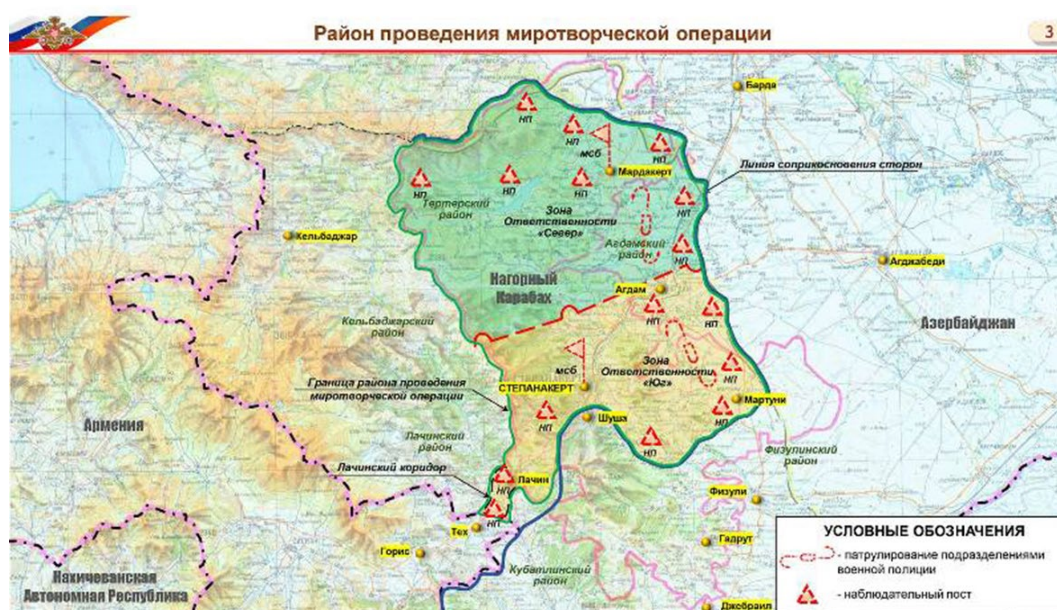 Район проведения миротворческой операции
3
Барда
НП
НП
мсб
НП
Линия соприкосновения сторон
Мардакерт
НП
НП
НП
НП
Тертерский
район
Зона
Ответственности
«Север»
Кельбаджар
Агдамский
район
НП
Агджабеди
Нагорный
Карабах
Агдам
НП
НП
Кельбаджарский
район
Азербайджан
Зона
Ответственности
«Юг»
мсб
НП
Граница района проведения
миротворческой операции
СТЕПАНАКЕРТ
Мартуни
НП
НП
Шуша
Армения
НП
Лачинский
район
Физулинский
район
Лачинский коридор
Лачин
НП
НП
Физули
Тех
Гадрут
Горис
Кубатлинский
район
Нахичеванская
Автономная Республика
Джебраил
УСЛОВНЫЕ ОБОЗНАЧЕНИЯ
- патрулирование подразделениями
военной полиции
- наблюдательный пост